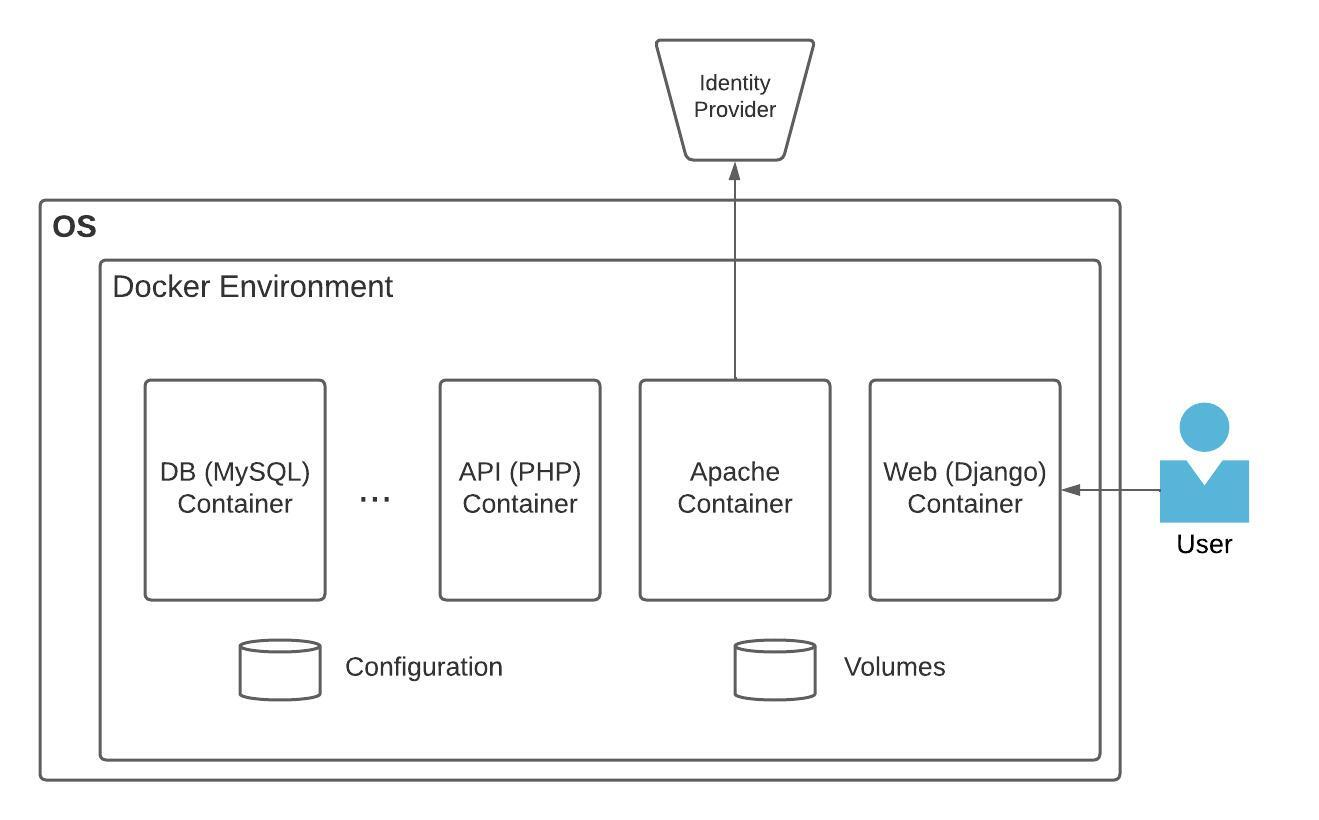 Identity
Provider
OS
Docker Environment
DB (MySQL)
Container
...
API (PHP)
Container
Apache
Container
Web (Django)
Container
User
Configuration
Volumes